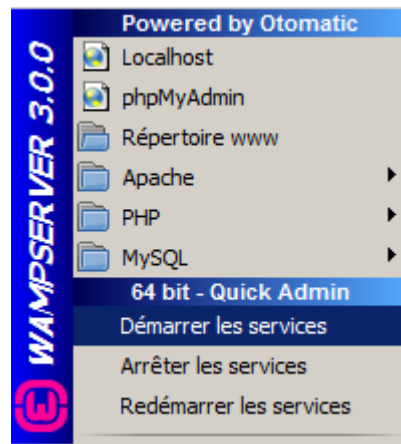 Powered by Otomatic
WAMPSERVER 3.0.0
Localhost
phpMyAdmin
Répertoire www
Apache
PHP
MySQL
64 bit - Quick Admin
Démarrer les services
Arrêter les services
Redémarrer les services